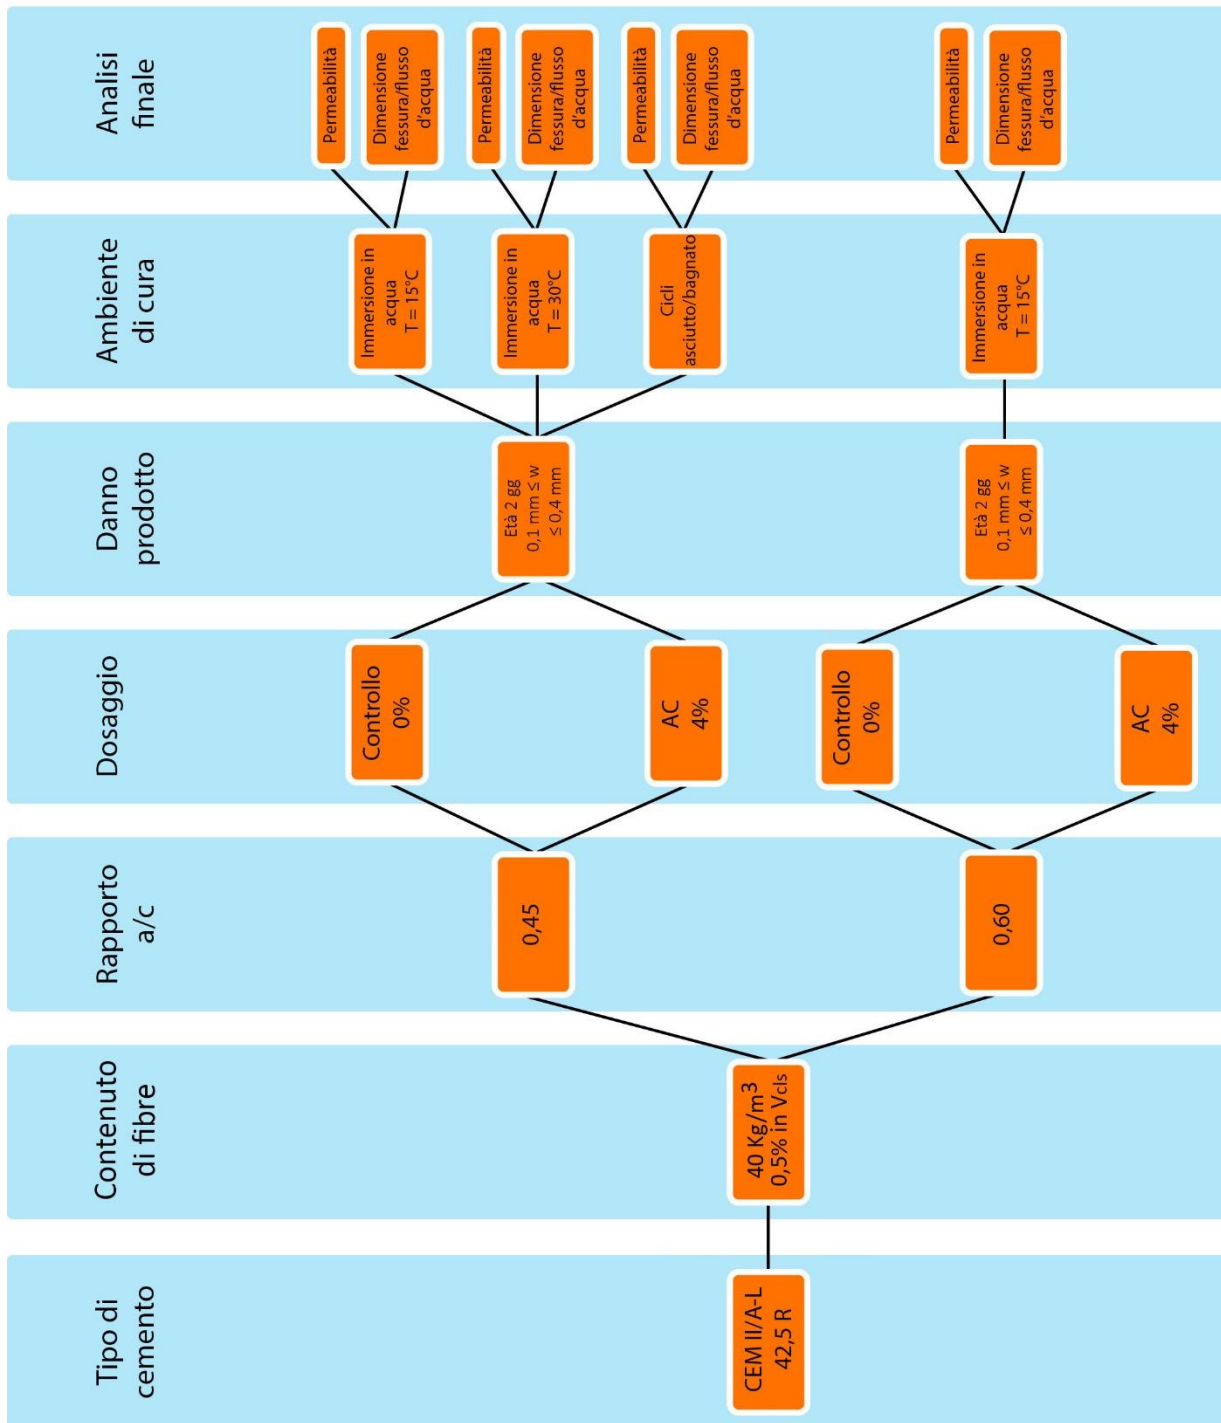 Tipo di
cemento
CEM II/A-L
42,5 R
Contenuto
di fibre
40 Kg/m³
0,5% in Vcls
Rapporto
a/c
0,45
0,60
Dosaggio
Controllo
0%
AC
4%
Controllo
0%
AC
4%
Danno
prodotto
Età 2 gg
0,1 mm ≤ w
≤ 0,4 mm
Età 2 gg
0,1 mm ≤ w
≤ 0,4 mm
Ambiente
di cura
Immersione in
acqua
T = 15°C
Immersione in
acqua
T = 30°C
Cicli
asciutto/bagnato
Immersione in
acqua
T = 15°C
Analisi
finale
Permeabilità
Dimensione
fessura/flusso
d'acqua
Permeabilità
Dimensione
fessura/flusso
d'acqua
Permeabilità
Dimensione
fessura/flusso
d'acqua
Permeabilità
Dimensione
fessura/flusso
d'acqua